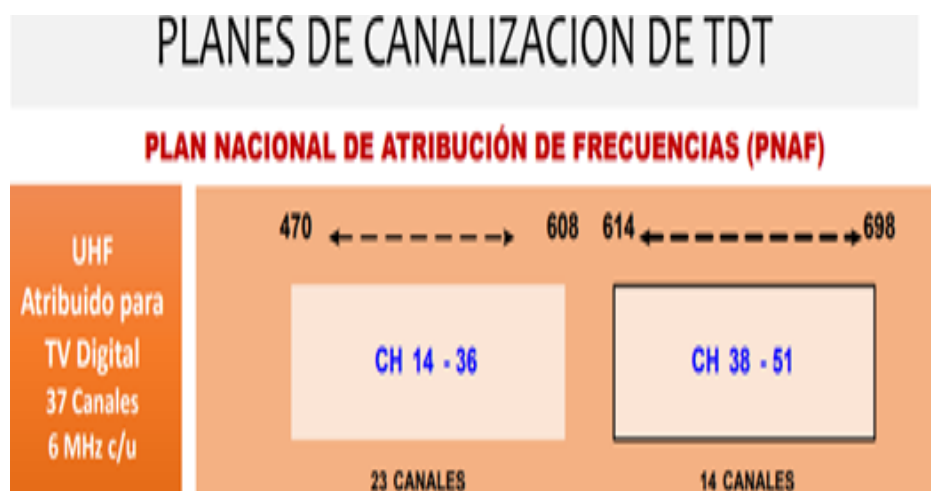 PLANES DE CANALIZACION DE TDT
PLAN NACIONAL DE ATRIBUCIÓN DE FRECUENCIAS (PNAF)
UHF
Atribuido para
TV Digital
37 Canales
6 MHz c/u
470 608 614 698
CH 14 - 36 CH 38 - 51
23 CANALES 14 CANALES